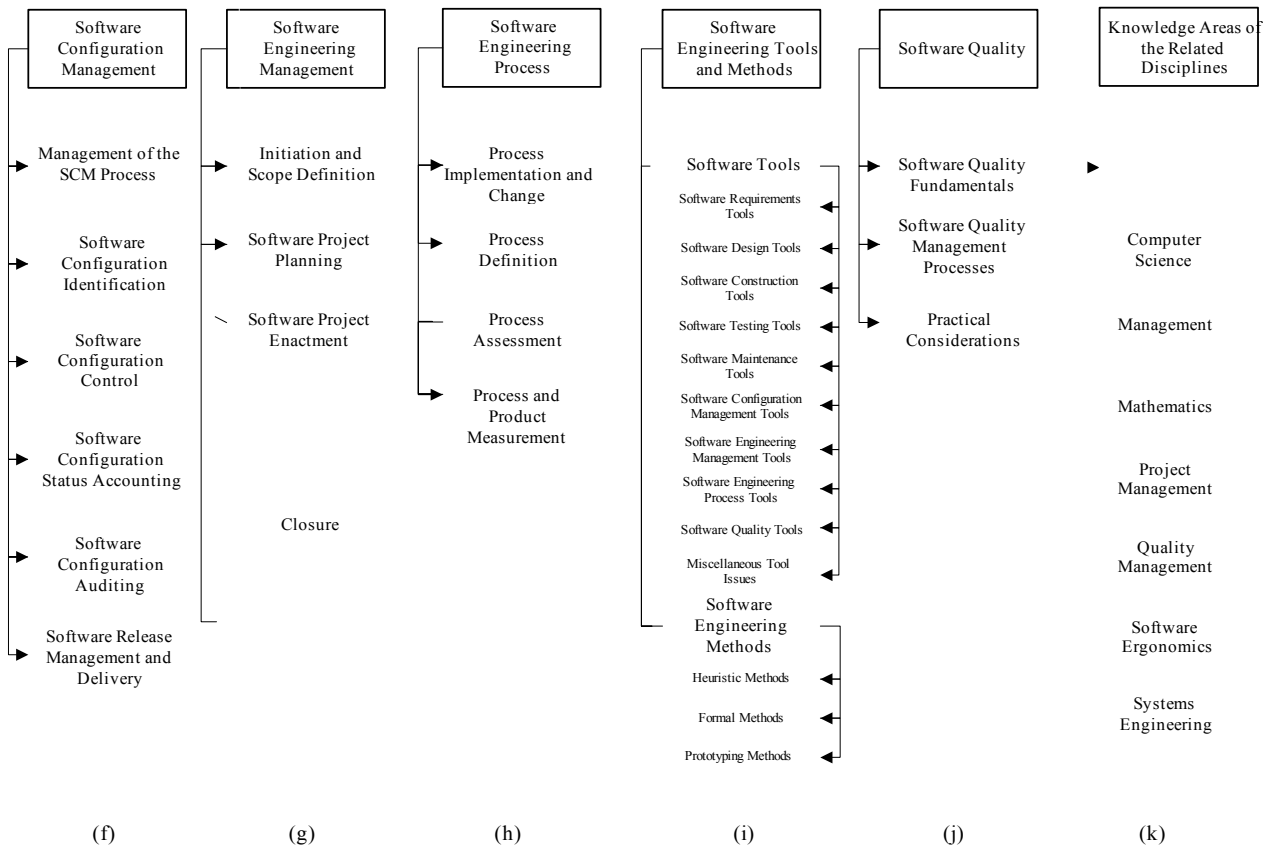 Software
Configuration
Management
Management of the
SCM Process
Software
Configuration
Identification
Software
Configuration
Control
Software
Configuration
Status Accounting
Software
Configuration
Auditing
Software Release
Management and
Delivery
(f)
Software
Engineering
Management
Initiation and
Scope Definition
Software Project
Planning
Software Project
Enactment
Closure
(g)
Software
Engineering
Process
Process
Implementation and
Change
Process
Definition
Process
Assessment
Process and
Product
Measurement
(h)
Software
Engineering Tools
and Methods
Software Tools
Software Requirements
Tools
Software Design Tools
Software Construction
Tools
Software Testing Tools
Software Maintenance
Tools
Software Configuration
Management Tools
Software Engineering
Management Tools
Software Engineering
Process Tools
Software Quality Tools
Miscellaneous Tool
Issues
Software
Engineering
Methods
Heuristic Methods
Formal Methods
Prototyping Methods
(i)
Software Quality
Software Quality
Fundamentals
Software Quality
Management
Processes
Practical
Considerations
(j)
Knowledge Areas of
the Related
Disciplines
Computer
Science
Management
Mathematics
Project
Management
Quality
Management
Software
Ergonomics
Systems
Engineering
(k)